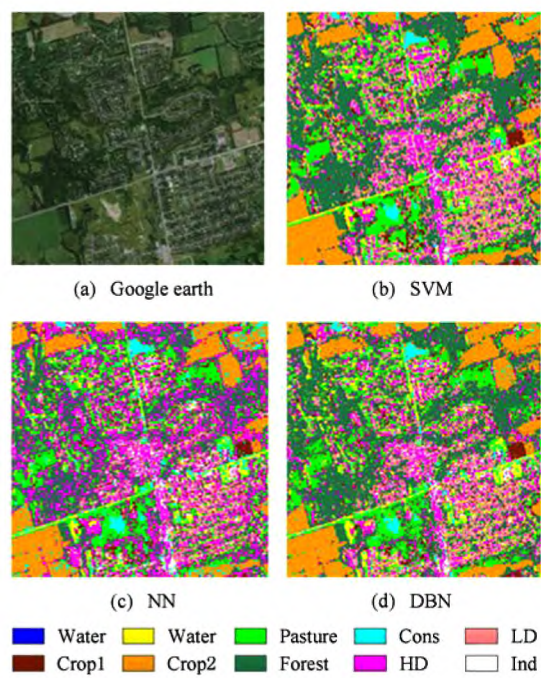 (a) Google earth
(b) SVM
(c) NN
(d) DBN
Water Water Pasture Cons LD
Crop1 Crop2 Forest HD Ind